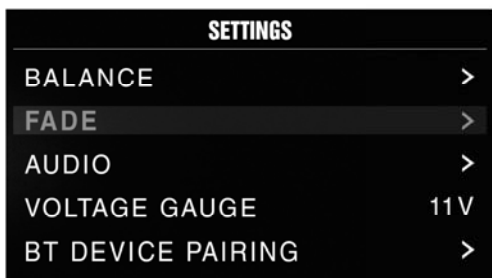 SETTINGS
BALANCE >
FADE >
AUDIO >
VOLTAGE GAUGE 11V
BT DEVICE PAIRING >